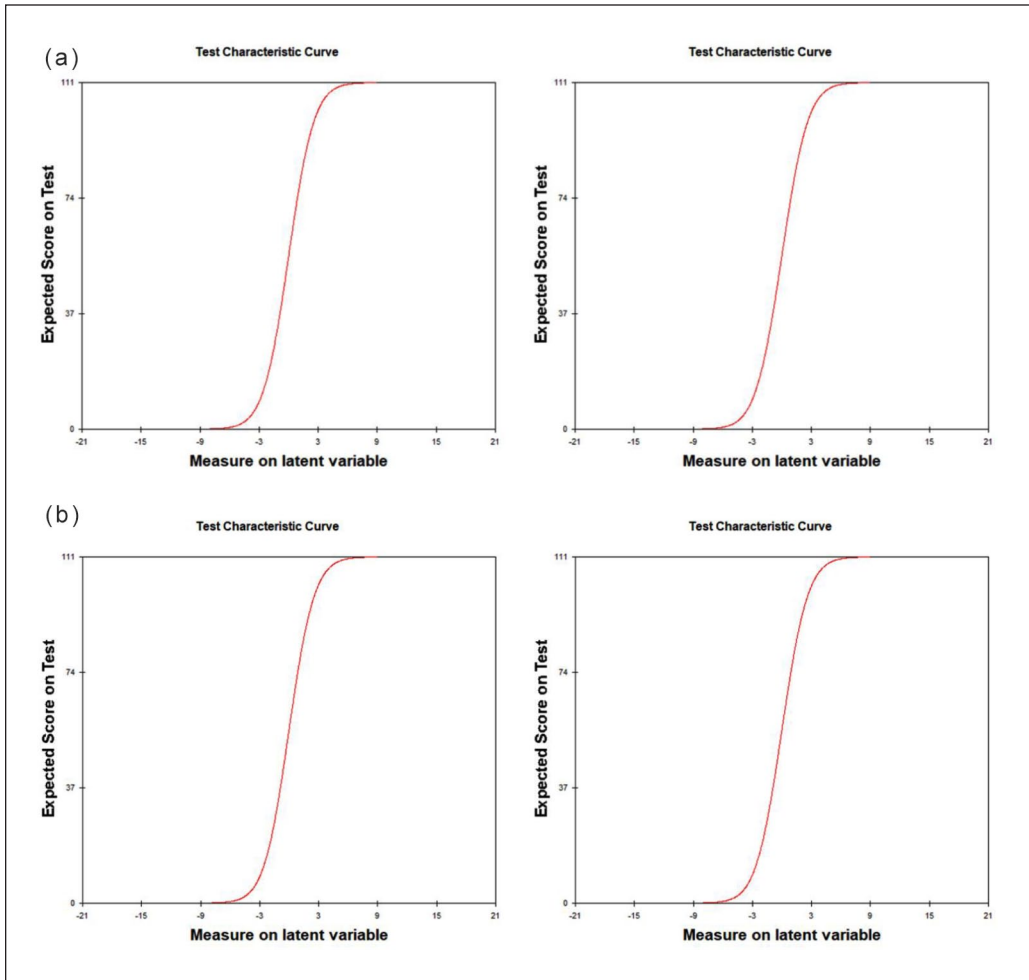 (a)
Test Characteristic Curve
Expected Score on Test
111
74
37
0
-21 -15 -9 -3 3 9 15 21
Measure on latent variable
Test Characteristic Curve
Expected Score on Test
111
74
37
0
-21 -15 -9 -3 3 9 15 21
Measure on latent variable
(b)
Test Characteristic Curve
Expected Score on Test
111
74
37
0
-21 -15 -9 -3 3 9 15 21
Measure on latent variable
Test Characteristic Curve
Expected Score on Test
111
74
37
0
-21 -15 -9 -3 3 9 15 21
Measure on latent variable